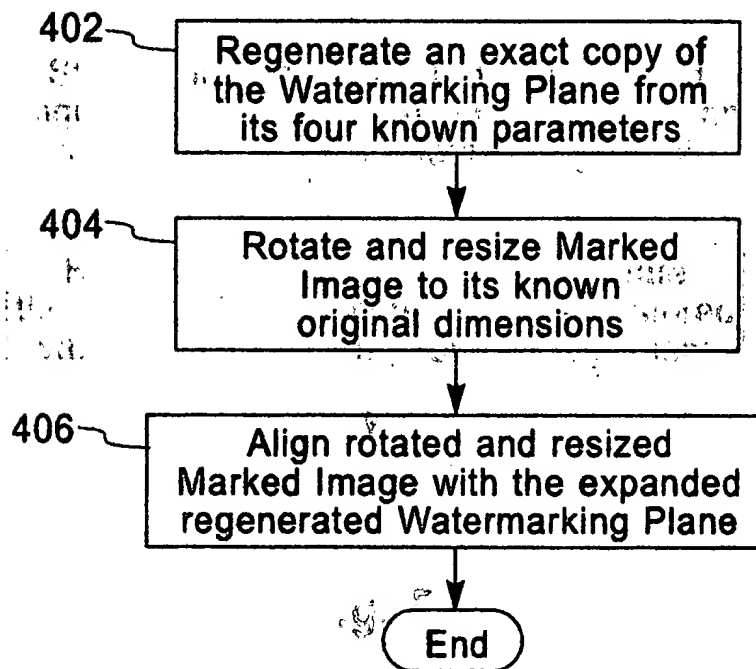 402
Regenerate an exact copy of
the Watermarking Plane from
its four known parameters
404
Rotate and resize Marked
Image to its known
original dimensions
406
Align rotated and resized
Marked Image with the expanded
regenerated Watermarking Plane
End